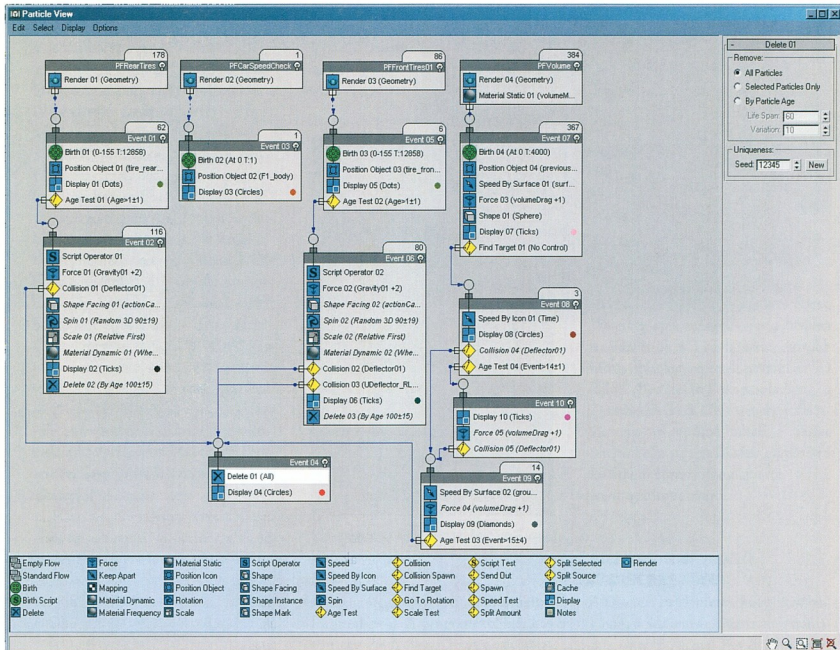 Particle View
Edit Select Display Options
178
PFRearTires
Render 01 (Geometry)
62
Event 01
Birth 01 (0-155 T:12858)
Position Object 01 (tire_rear...
Display 01 (Dots)
Age Test 01 (Age>1±1)
116
Event 02
Script Operator 01
Force 01 (Gravity01 +2)
Collision 01 (Deflector01)
Shape Facing 01 (actionCa...
Spin 01 (Random 3D 90±19)
Scale 01 (Relative First)
Material Dynamic 01 (Whe...
Display 02 (Ticks)
Delete 02 (By Age 100±15)
1
PFCarSpeedCheck
Render 02 (Geometry)
1
Event 03
Birth 02 (At 0 T:1)
Position Object 02 (F1_body)
Display 03 (Circles)
86
PFFrontTires01
Render 03 (Geometry)
6
Event 05
Birth 03 (0-155 T:12858)
Position Object 03 (tire_fron...
Display 05 (Dots)
Age Test 02 (Age>1±1)
80
Event 06
Script Operator 02
Force 02 (Gravity01 +2)
Shape Facing 02 (actionCa...
Spin 02 (Random 3D 90±19)
Scale 02 (Relative First)
Material Dynamic 02 (Whe...
Collision 02 (Deflector01)
Collision 03 (UDeflector_RL...
Display 06 (Ticks)
Delete 03 (By Age 100±15)
Event 04
Delete 01 (All)
Display 04 (Circles)
384
PFVolume
Render 04 (Geometry)
Material Static 01 (volumeM...
367
Event 07
Birth 04 (At 0 T:4000)
Position Object 04 (previous...
Speed By Surface 01 (surf...
Force 03 (volumeDrag +1)
Shape 01 (Sphere)
Display 07 (Ticks)
Find Target 01 (No Control)
3
Event 08
Speed By Icon 01 (Time)
Display 08 (Circles)
Collision 04 (Deflector01)
Age Test 04 (Event>14±1)
Event 10
Display 10 (Ticks)
Force 05 (volumeDrag +1)
Collision 05 (Deflector01)
14
Event 09
Speed By Surface 02 (grou...
Force 04 (volumeDrag +1)
Display 09 (Diamonds)
Age Test 03 (Event>15±4)
- Delete 01
Remove:
All Particles
Selected Particles Only
By Particle Age
Life Span: 60
Variation: 10
Uniqueness:
Seed: 12345 New
Empty Flow Force Material Static Script Operator Speed Collision Script Test Split Selected Render
Standard Flow Keep Apart Position Icon Shape Speed By Icon Collision Spawn Send Out Split Source
Birth Mapping Position Object Shape Facing Speed By Surface Find Target Spawn Cache
Birth Script Material Dynamic Rotation Shape Instance Spin Go To Rotation Speed Test Display
Delete Material Frequency Scale Shape Mark Age Test Scale Test Split Amount Notes